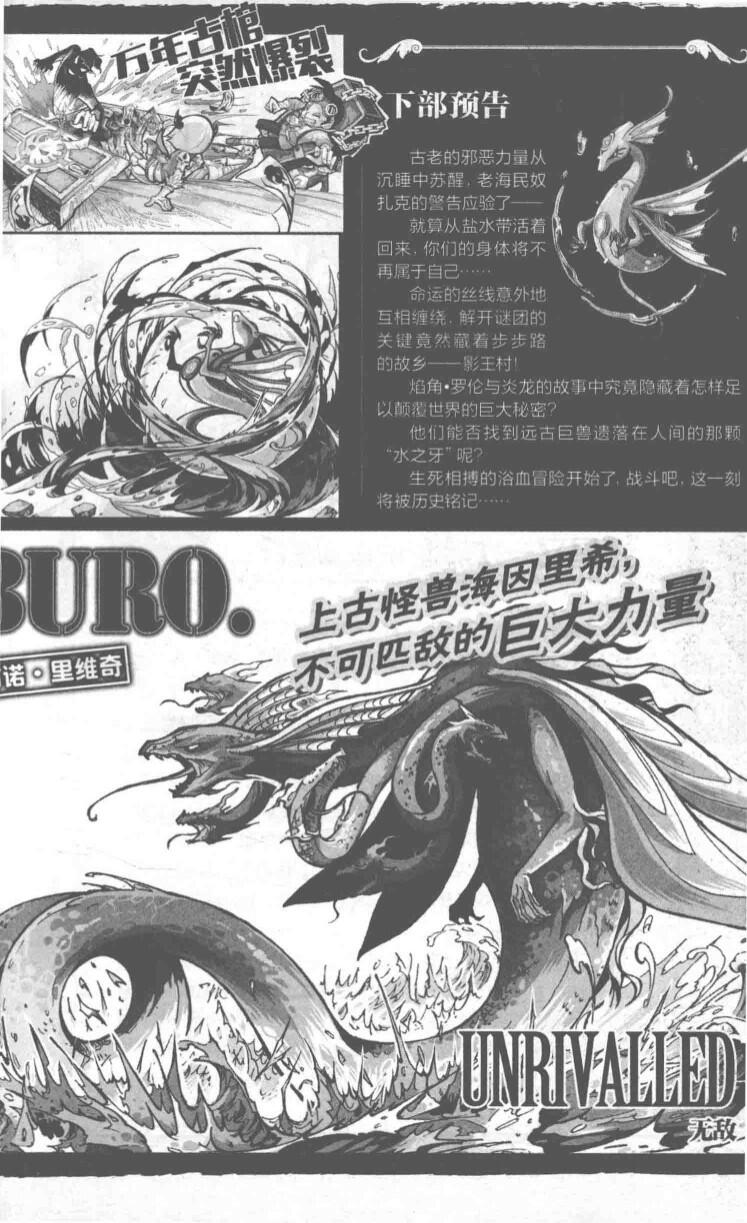 万年古棺
突然爆裂
下部预告
古老的邪恶力量从
沉睡中苏醒，老海民奴
扎克的警告应验了——
就算从盐水带活着
回来，你们的身体将不
再属于自己……
命运的丝线意外地
互相缠绕，解开谜团的
关键竟然藏着步步路
的故乡——影王村！
焰角·罗伦与炎龙的故事中究竟隐藏着怎样足
以颠覆世界的巨大秘密？
他们能否找到远古巨兽遗落在人间的那颗
“水之牙”呢？
生死相搏的浴血冒险开始了，战斗吧，这一刻
将被历史铭记……
BURO.
诺·里维奇
上古怪兽海因里希，
不可匹敌的巨大力量
UNRIVALLED
无敌